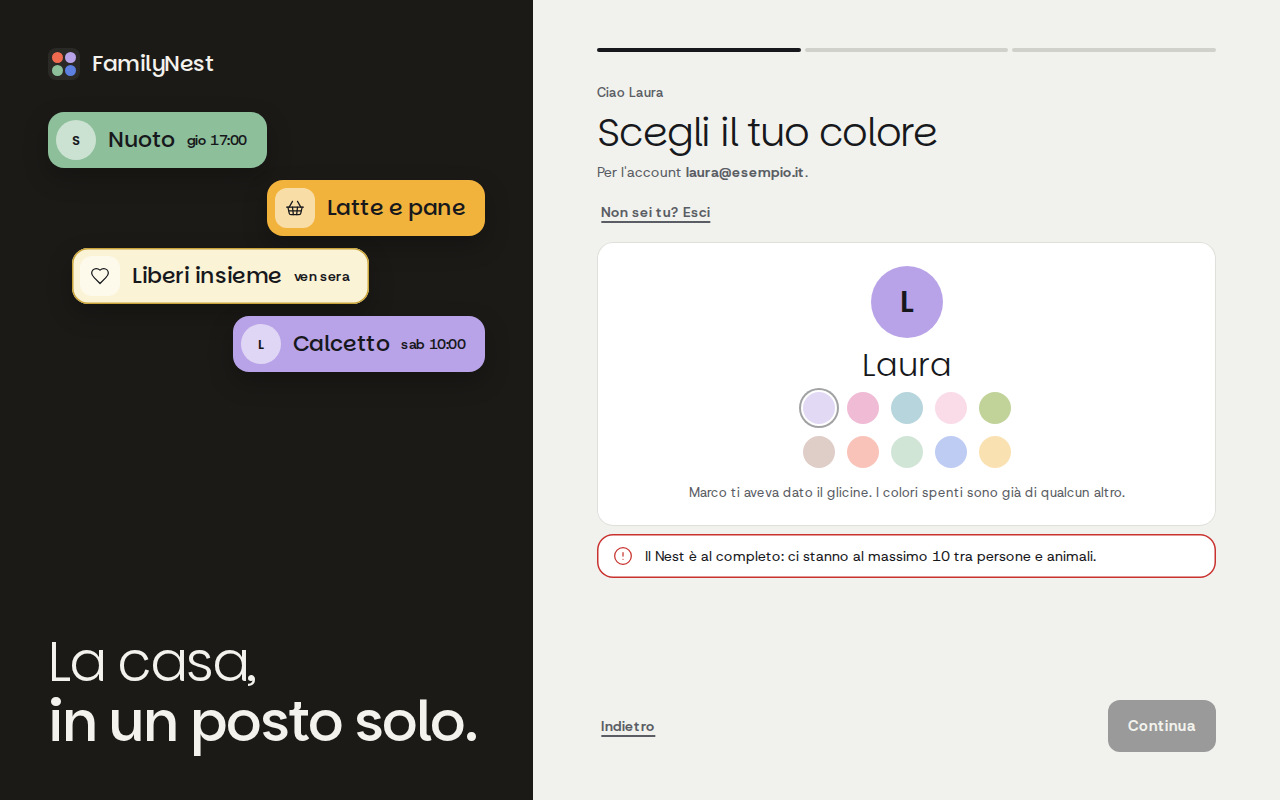 FamilyNest
S Nuoto gio 17:00
Latte e pane
Liberi insieme ven sera
L Calcetto sab 10:00
La casa,
in un posto solo.
Ciao Laura
Scegli il tuo colore
Per l'account laura@esempio.it.
Non sei tu? Esci
L
Laura
Marco ti aveva dato il glicine. I colori spenti sono già di qualcun altro.
Il Nest è al completo: ci stanno al massimo 10 tra persone e animali.
Indietro
Continua